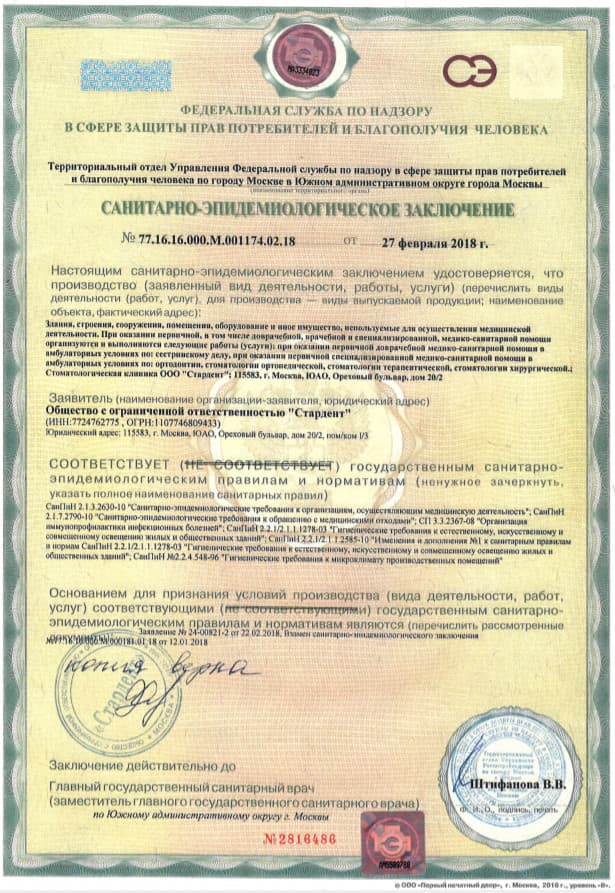 №3334023
СЭ
ФЕДЕРАЛЬНАЯ СЛУЖБА ПО НАДЗОРУ
В СФЕРЕ ЗАЩИТЫ ПРАВ ПОТРЕБИТЕЛЕЙ И БЛАГОПОЛУЧИЯ ЧЕЛОВЕКА
Территориальный отдел Управления Федеральной службы по надзору в сфере защиты прав потребителей
и благополучия человека по городу Москве в Южном административном округе города Москвы
(наименование территориального органа)
САНИТАРНО-ЭПИДЕМИОЛОГИЧЕСКОЕ ЗАКЛЮЧЕНИЕ
№ 77.16.16.000.М.001174.02.18 от 27 февраля 2018 г.
Настоящим санитарно-эпидемиологическим заключением удостоверяется, что
производство (заявленный вид деятельности, работы, услуги) (перечислить виды
деятельности (работ, услуг), для производства — виды выпускаемой продукции; наименование
объекта, фактический адрес):
Здания, строения, сооружения, помещения, оборудование и иное имущество, используемые для осуществления медицинской
деятельности. При оказании первичной, в том числе доврачебной, врачебной и специализированной, медико-санитарной помощи
организуются и выполняются следующие работы (услуги): при оказании первичной доврачебной медико-санитарной помощи в
амбулаторных условиях по: сестринскому делу, при оказании первичной специализированной медико-санитарной помощи в
амбулаторных условиях по: ортодонтии, стоматологии ортопедической, стоматологии терапевтической, стоматологии хирургической.;
Стоматологическая клиника ООО "Стардент"; 115583, г. Москва, ЮАО, Ореховый бульвар, дом 20/2
Заявитель (наименование организации-заявителя, юридический адрес)
Общество с ограниченной ответственностью "Стардент"
(ИНН:7724762775 , ОГРН:1107746809433)
Юридический адрес: 115583, г. Москва, ЮАО, Ореховый бульвар, дом 20/2, пом/ком I/3
СООТВЕТСТВУЕТ (НЕ СООТВЕТСТВУЕТ) государственным санитарно-
эпидемиологическим правилам и нормативам (ненужное зачеркнуть,
указать полное наименование санитарных правил)
СанПиН 2.1.3.2630-10 "Санитарно-эпидемиологические требования к организациям, осуществляющим медицинскую деятельность"; СанПиН
2.1.7.2790-10 "Санитарно-эпидемиологические требования к обращению с медицинскими отходами"; СП 3.3.2367-08 "Организация
иммунопрофилактики инфекционных болезней"; СанПиН 2.2.1/2.1.1.1278-03 "Гигиенические требования к естественному, искусственному и
совмещенному освещению жилых и общественных зданий"; СанПиН 2.2.1/2.1.1.2585-10 "Изменения и дополнения №1 к санитарным правилам
и нормам СанПиН 2.2.1/2.1.1.1278-03 "Гигиенические требования к естественному, искусственному и совмещенному освещению жилых и
общественных зданий"; СанПиН №2.2.4.548-96 "Гигиенические требования к микроклимату производственных помещений"
Основанием для признания условий производства (вида деятельности, работ,
услуг) соответствующими (не соответствующими) государственным санитарно-
эпидемиологическим правилам и нормативам являются (перечислить рассмотренные
документы):
Заявление № 24-00821-2 от 22.02.2018, Взамен санитарно-эпидемиологического заключения
01.18 от 12.01.2018
копия верна
«Стардент»
МОСКВА
Заключение действительно до
Главный государственный санитарный врач
(заместитель главного государственного санитарного врача)
по Южному административному округу г. Москвы
Штифанова В.В.
Ф., И., О., подпись, печать
№2816486
© ООО «Первый печатный двор», г. Москва, 2018 г., уровень «В».